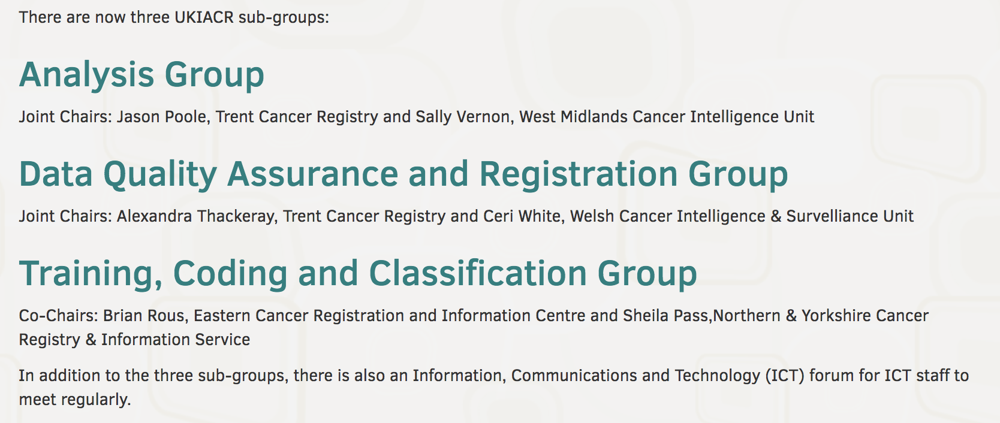 There are now three UKIACR sub-groups:
Analysis Group
Joint Chairs: Jason Poole, Trent Cancer Registry and Sally Vernon, West Midlands Cancer Intelligence Unit
Data Quality Assurance and Registration Group
Joint Chairs: Alexandra Thackeray, Trent Cancer Registry and Ceri White, Welsh Cancer Intelligence & Survelliance Unit
Training, Coding and Classification Group
Co-Chairs: Brian Rous, Eastern Cancer Registration and Information Centre and Sheila Pass,Northern & Yorkshire Cancer
Registry & Information Service
In addition to the three sub-groups, there is also an Information, Communications and Technology (ICT) forum for ICT staff to
meet regularly.